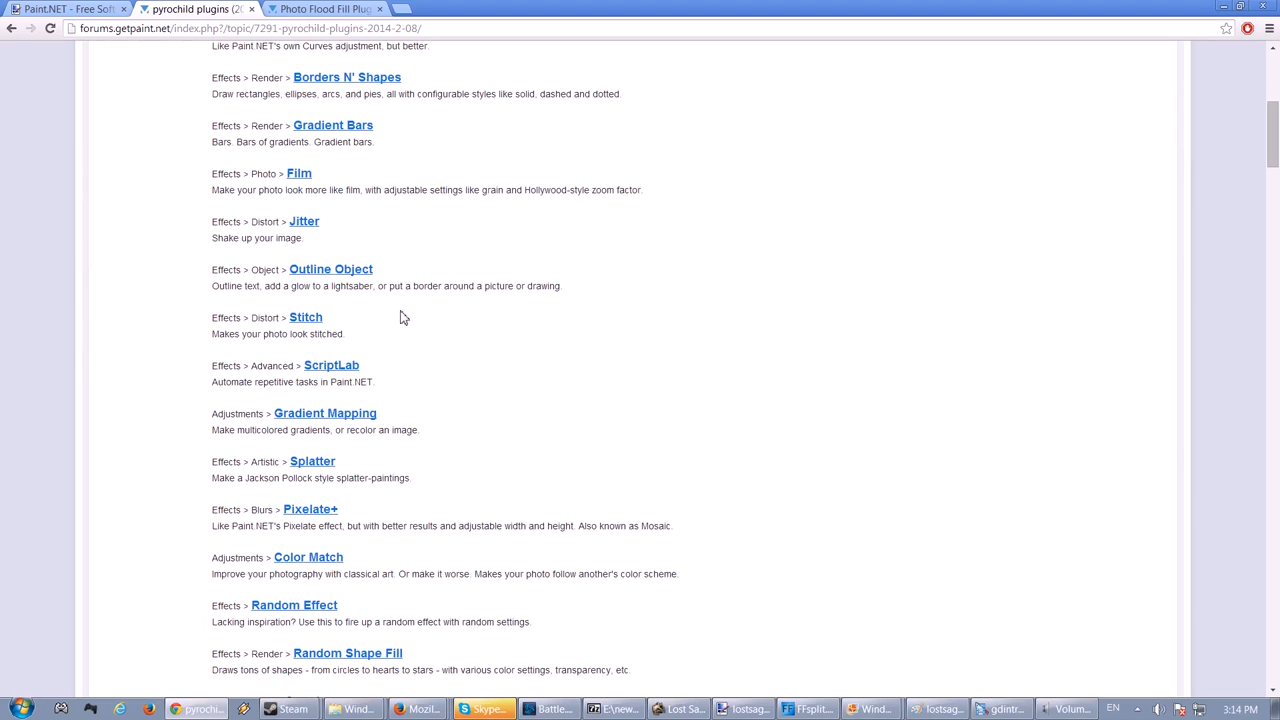 Paint.NET - Free Soft
pyrochild plugins (20
Photo Flood Fill Plug
forums.getpaint.net/index.php?/topic/7291-pyrochild-plugins-2014-2-08/
Like Paint NET's own Curves adjustment, but better.
Effects > Render > Borders N' Shapes
Draw rectangles, ellipses, arcs, and pies, all with configurable styles like solid, dashed and dotted.
Effects > Render > Gradient Bars
Bars. Bars of gradients. Gradient bars.
Effects > Photo > Film
Make your photo look more like film, with adjustable settings like grain and Hollywood-style zoom factor.
Effects > Distort > Jitter
Shake up your image.
Effects > Object > Outline Object
Outline text, add a glow to a lightsaber, or put a border around a picture or drawing.
Effects > Distort > Stitch
Makes your photo look stitched.
Effects > Advanced > ScriptLab
Automate repetitive tasks in Paint.NET.
Adjustments > Gradient Mapping
Make multicolored gradients, or recolor an image.
Effects > Artistic > Splatter
Make a Jackson Pollock style splatter-paintings.
Effects > Blurs > Pixelate+
Like Paint NET's Pixelate effect, but with better results and adjustable width and height. Also known as Mosaic.
Adjustments > Color Match
Improve your photography with classical art. Or make it worse. Makes your photo follow another's color scheme.
Effects > Random Effect
Lacking inspiration? Use this to fire up a random effect with random settings.
Effects > Render > Random Shape Fill
Draws tons of shapes - from circles to hearts to stars - with various color settings, transparency, etc.
pyrochi... Steam Wind... Mozil... Skype... Battle... E:\new... Lost Sa... lostsag... FFsplit... Wind... lostsag... gdintr... Volum... EN 3:14 PM